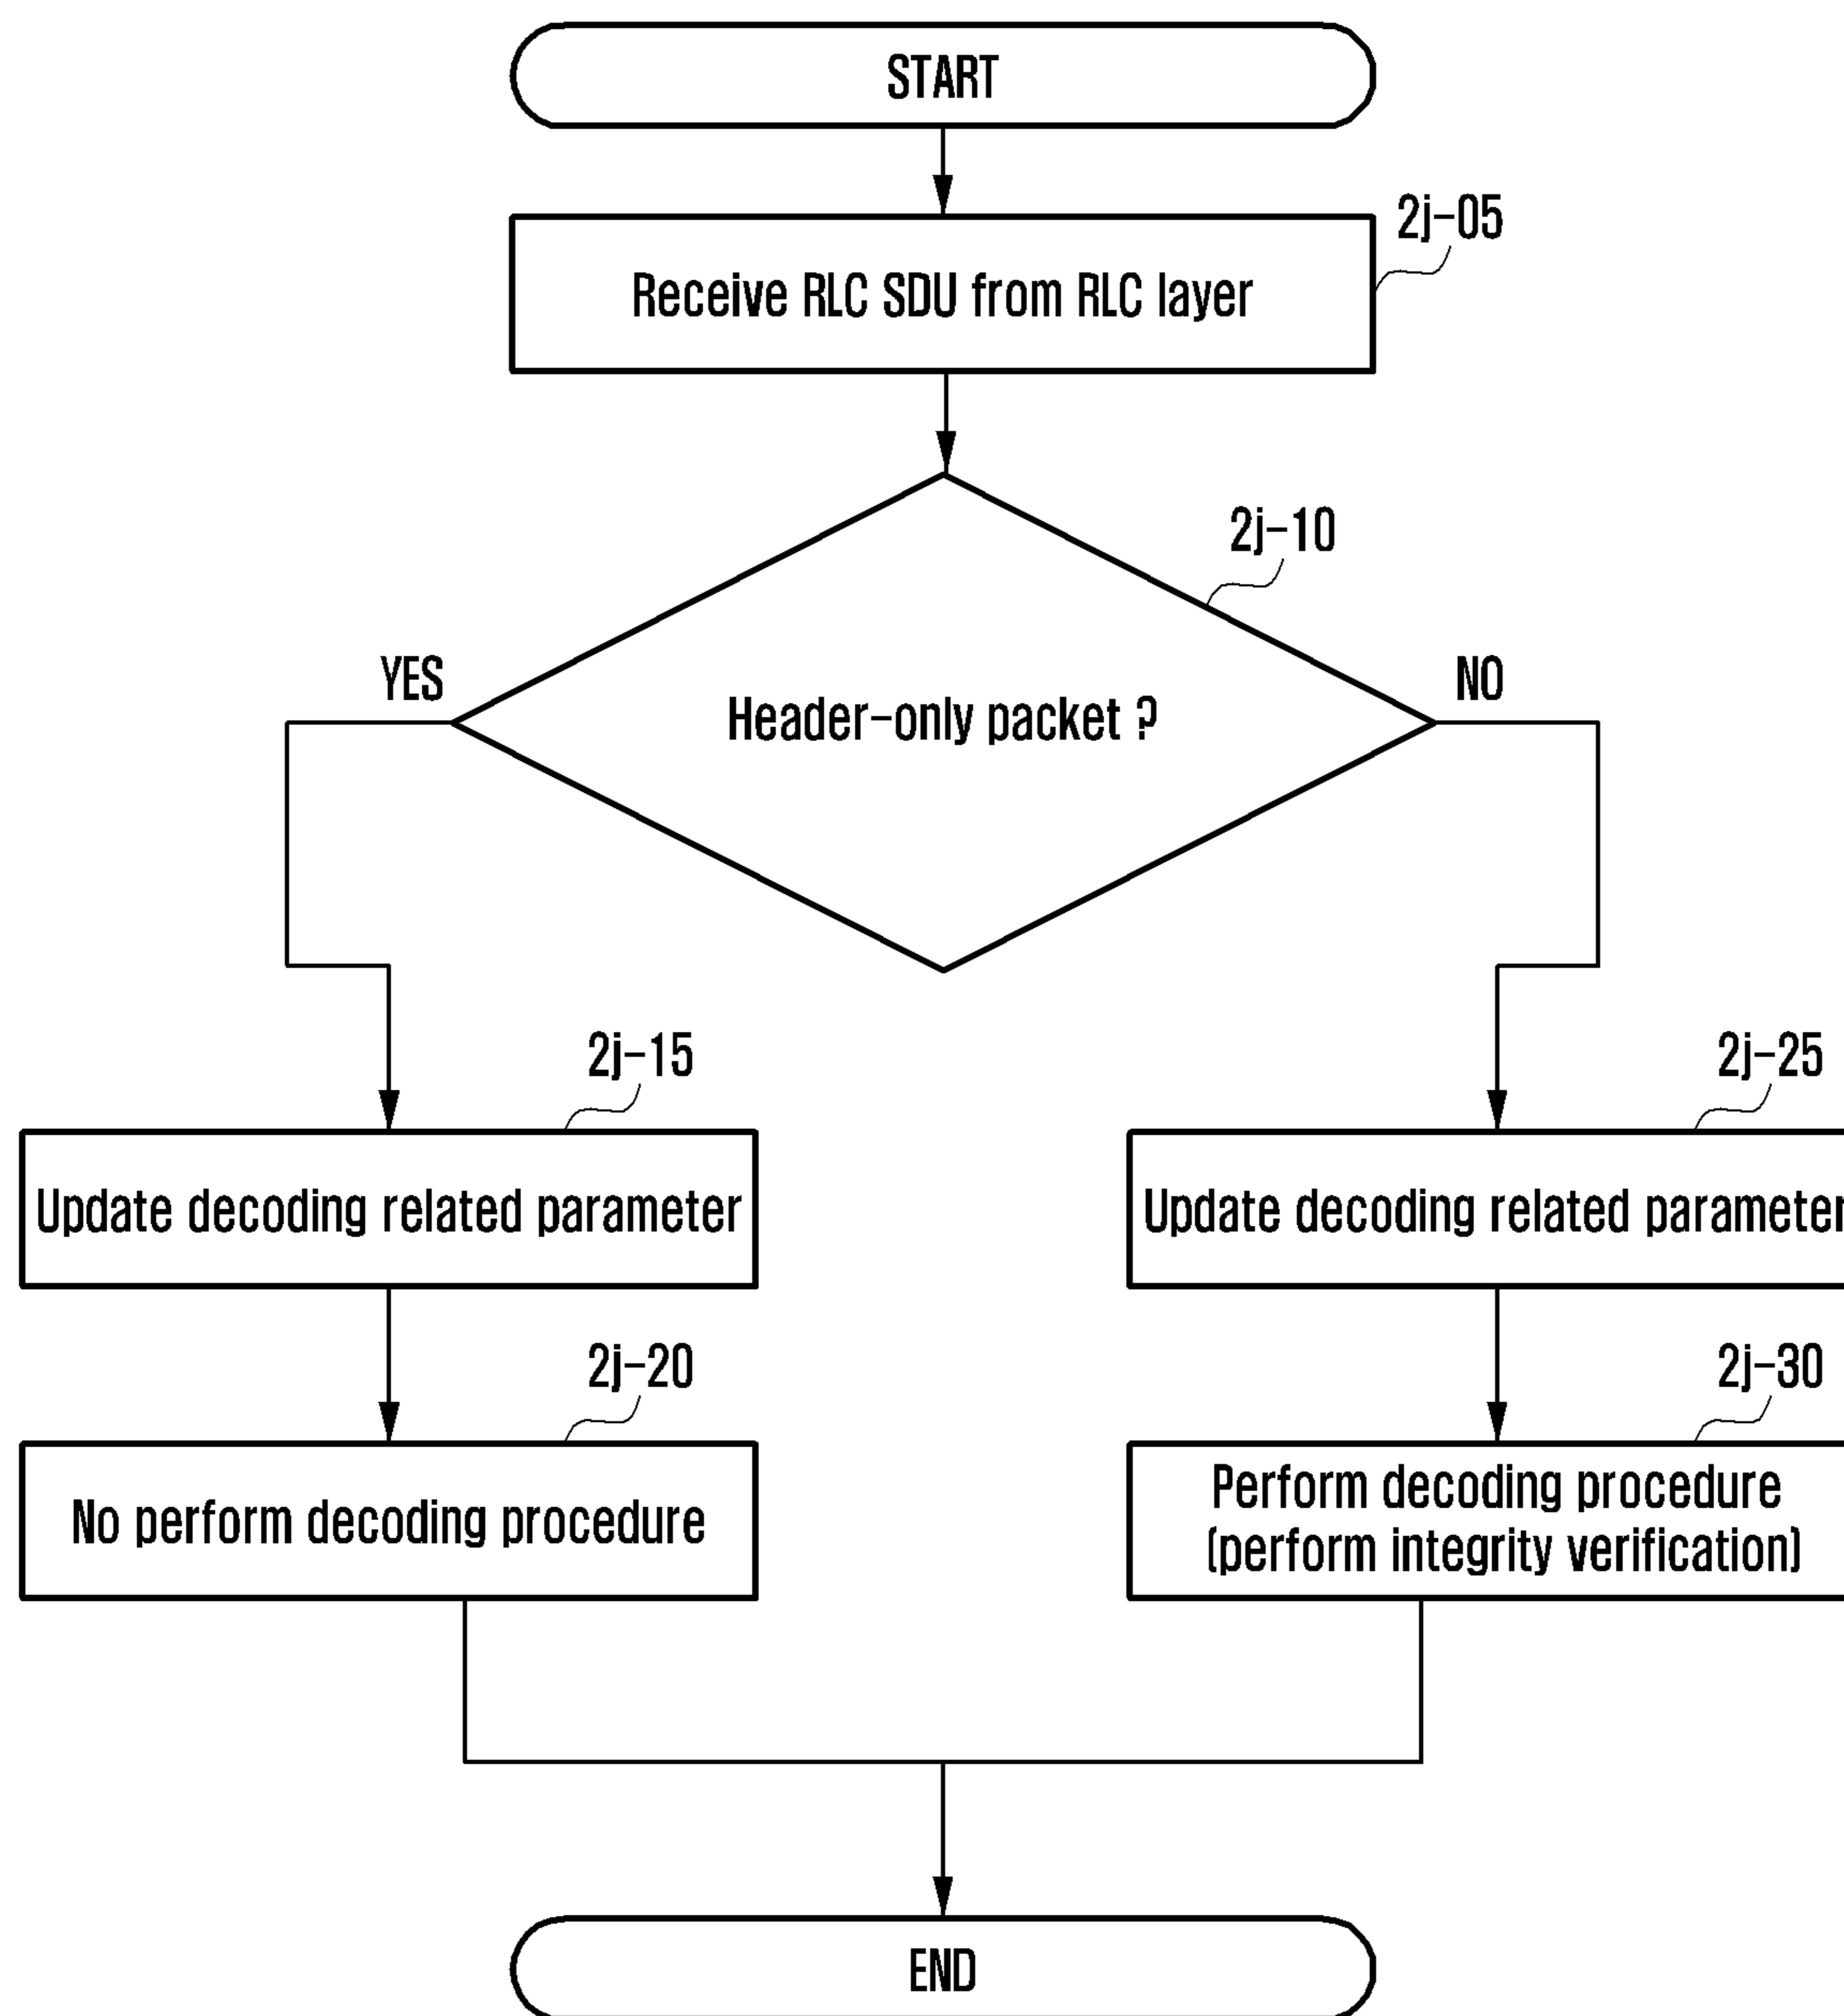 START
2j-05
Receive RLC SDU from RLC layer
2j-10
YES
NO
Header-only packet ?
2j-15
2j-25
Update decoding related parameter
Update decoding related parameter
2j-20
2j-30
No perform decoding procedure
Perform decoding procedure
(perform integrity verification)
END